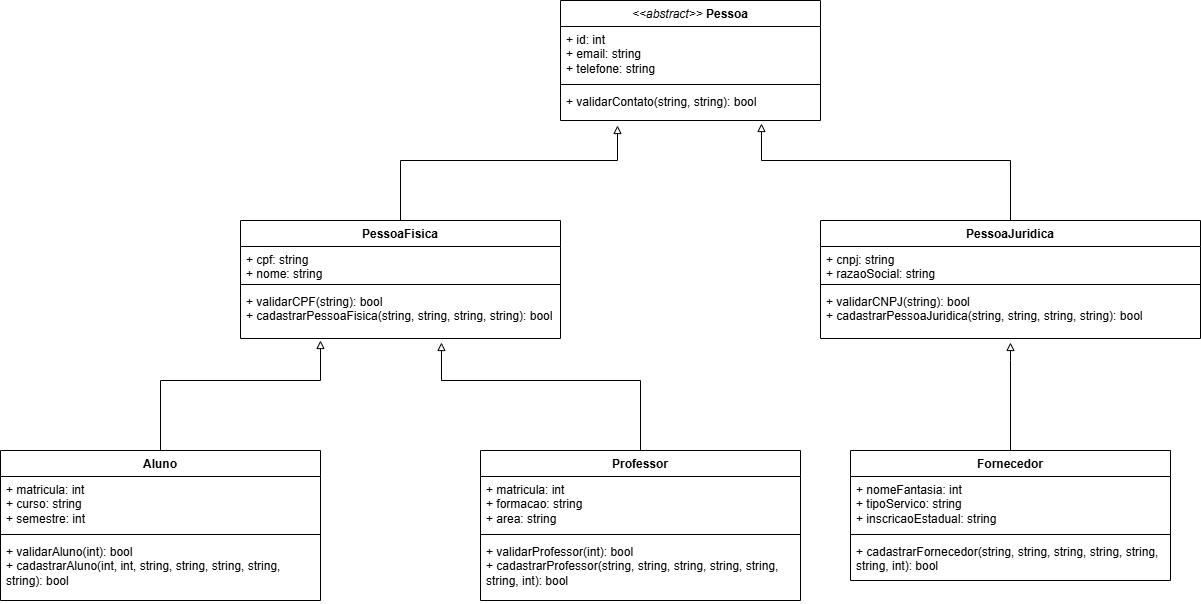 <<abstract>> Pessoa
+ id: int
+ email: string
+ telefone: string
+ validarContato(string, string): bool
PessoaFisica
+ cpf: string
+ nome: string
+ validarCPF(string): bool
+ cadastrarPessoaFisica(string, string, string, string): bool
PessoaJuridica
+ cnpj: string
+ razaoSocial: string
+ validarCNPJ(string): bool
+ cadastrarPessoaJuridica(string, string, string, string): bool
Aluno
+ matricula: int
+ curso: string
+ semestre: int
+ validarAluno(int): bool
+ cadastrarAluno(int, int, string, string, string, string,
string): bool
Professor
+ matricula: int
+ formacao: string
+ area: string
+ validarProfessor(int): bool
+ cadastrarProfessor(string, string, string, string, string,
string, int): bool
Fornecedor
+ nomeFantasia: int
+ tipoServico: string
+ inscricaoEstadual: string
+ cadastrarFornecedor(string, string, string, string, string,
string, int): bool